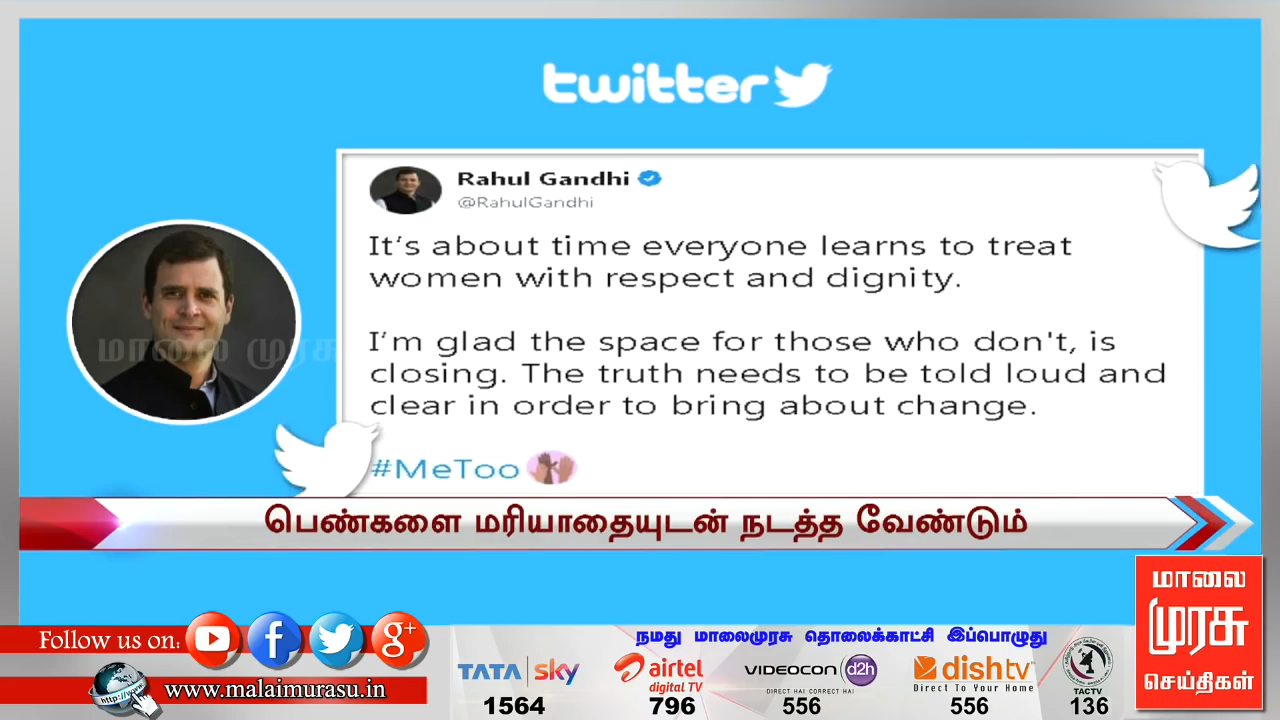 twitter
Rahul Gandhi
@RahulGandhi
It's about time everyone learns to treat
women with respect and dignity.
I'm glad the space for those who don't, is
closing. The truth needs to be told loud and
clear in order to bring about change.
#MeToo
மாலை முரசு
பெண்களை மரியாதையுடன் நடத்த வேண்டும்
மாலை
முரசு
செய்திகள்
Follow us on:
f
g+
http://www
www.malaimurasu.in
நமது மாலைமுரசு தொலைக்காட்சி இப்பொழுது
TATA sky
1564
airtel
digital TV
796
VIDEOCON d2h
DIRECT HAI CORRECT HAI
556
dishtv
Direct To Your Home
556
TACTV
136